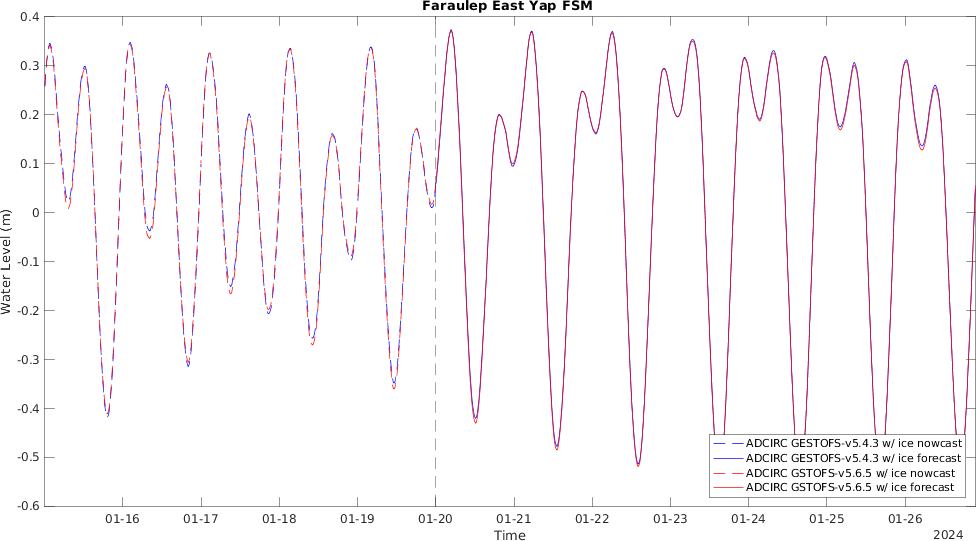 Faraulep East Yap FSM
Water Level (m)
0.4
0.3
0.2
0.1
0
-0.1
-0.2
-0.3
-0.4
-0.5
-0.6
ADCIRC GESTOFS-v5.4.3 w/ ice nowcast
ADCIRC GESTOFS-v5.4.3 w/ ice forecast
ADCIRC GSTOFS-v5.6.5 w/ ice nowcast
ADCIRC GSTOFS-v5.6.5 w/ ice forecast
01-16 01-17 01-18 01-19 01-20 01-21 01-22 01-23 01-24 01-25 01-26
Time
2024